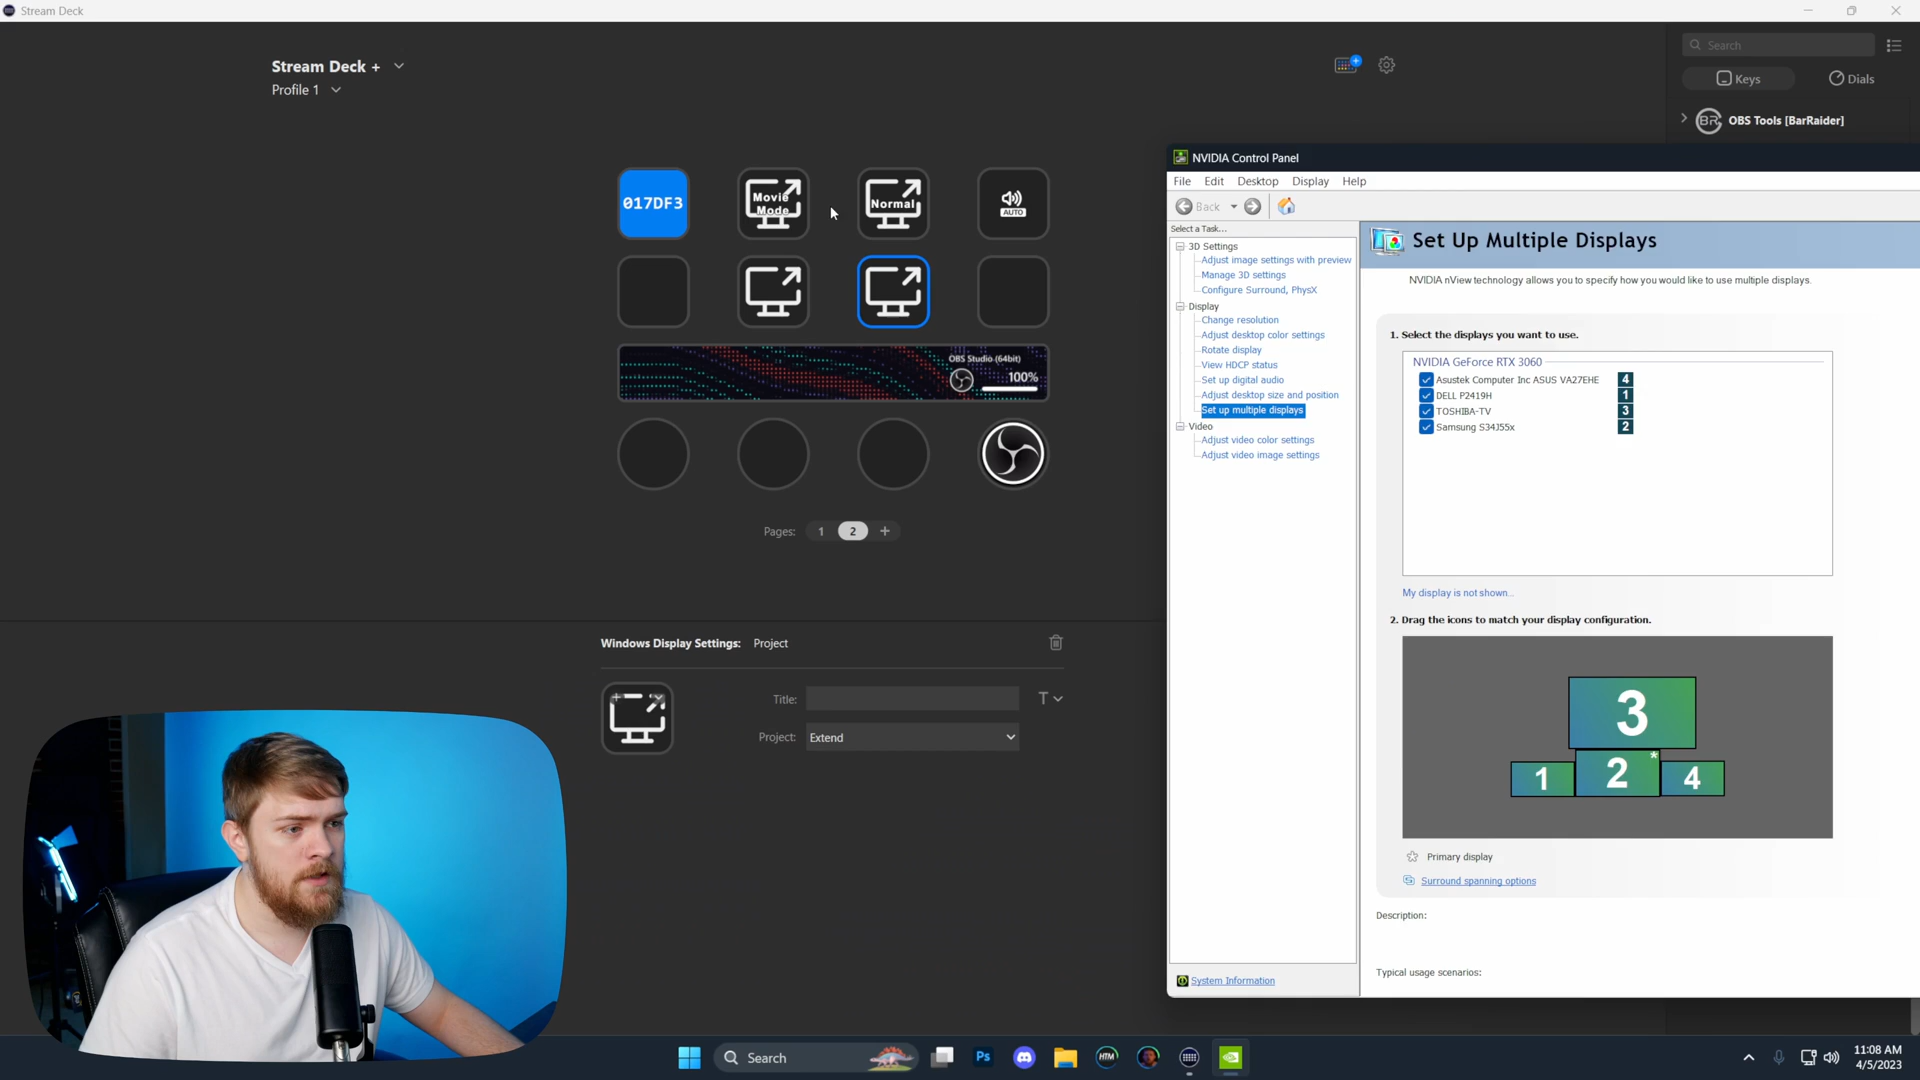 Stream Deck
Stream Deck +
Profile 1
Search
Keys
Dials
BR
OBS Tools [BarRaider]
017DF3
Movie
Mode
Normal
AUTO
OBS Studio (64bit)
100%
Pages:
1
2
+
Windows Display Settings: Project
Title:
T
Project:
Extend
NVIDIA Control Panel
File
Edit
Desktop
Display
Help
Back
Select a Task...
3D Settings
Adjust image settings with preview
Manage 3D settings
Configure Surround, PhysX
Display
Change resolution
Adjust desktop color settings
Rotate display
View HDCP status
Set up digital audio
Adjust desktop size and position
Set up multiple displays
Video
Adjust video color settings
Adjust video image settings
System Information
Set Up Multiple Displays
NVIDIA nView technology allows you to specify how you would like to use multiple displays.
1. Select the displays you want to use.
NVIDIA GeForce RTX 3060
Asustek Computer Inc ASUS VA27EHE 4
DELL P2419H 1
TOSHIBA-TV 3
Samsung S34J55x 2
My display is not shown...
2. Drag the icons to match your display configuration.
3
1
2
*
4
Primary display
Surround spanning options
Description:
Typical usage scenarios:
Search
Ps
HTM
11:08 AM
4/5/2023